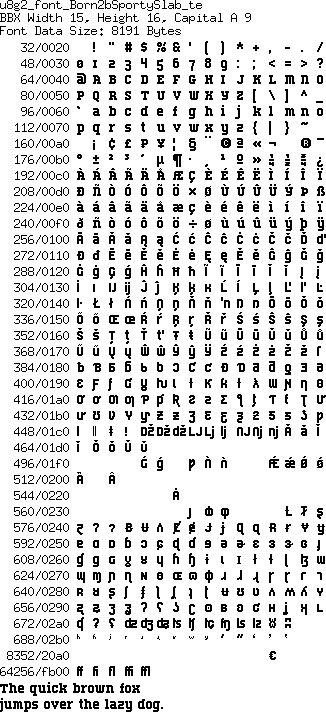 u8g2_font_Born2bSportySlab_te
BBX Width 15, Height 16, Capital A 9
Font Data Size: 8191 Bytes
32/0020 ! " # $ % & ' ( ) * + , - . /
48/0030 0 1 2 3 4 5 6 7 8 9 : ; < = > ?
64/0040 @ A B C D E F G H I J K L M N O
80/0050 P Q R S T U V W X Y Z [ \ ] ^ _
96/0060 ` a b c d e f g h i j k l m n o
112/0070 p q r s t u v w x y z { | } ~
160/00a0 ¡ ¢ £ ₽ ¥ ¦ § ¨ © ª « ¬ ® ¯
176/00b0 ° ± ² ³ ´ µ ¶ · ¸ ¹ º » ¼ ½ ¾ ¿
192/00c0 À Á Â Ã Ä Å Æ Ç È É Ê Ë Ì Í Î Ï
208/00d0 Ð Ñ Ò Ó Ô Õ Ö × Ø Ù Ú Û Ü Ý Þ ß
224/00e0 à á â ã ä å æ ç è é ê ë ì í î ï
240/00f0 ð ñ ò ó ô õ ö ÷ ø ù ú û ü ý þ ÿ
256/0100 Ā ā Ă ă Ą ą Ć ć Ĉ ĉ Ċ ċ Č č Ď ď
272/0110 Đ đ Ē ē Ĕ ĕ Ė ė Ę ę Ě ě Ĝ ĝ Ğ ğ
288/0120 Ġ ġ Ģ ģ Ĥ ĥ Ħ ħ Ĩ ĩ Ī ī Ĭ ĭ Į į
304/0130 İ ı Ĳ ĳ Ĵ ĵ Ķ ķ ĸ Ĺ ĺ Ļ ļ Ľ ľ Ŀ
320/0140 ŀ Ł ł Ń ń Ņ ņ Ň ň ŉ Ŋ ŋ Ō ō Ŏ ŏ
336/0150 Ő ő Œ œ Ŕ ŕ Ŗ ŗ Ř ř Ś ś Ŝ ŝ Ş ş
352/0160 Š š Ţ ţ Ť ť Ŧ ŧ Ũ ũ Ū ū Ŭ ŭ Ů ů
368/0170 Ű ű Ų ų Ŵ ŵ Ŷ ŷ Ÿ Ź ź Ż ż Ž ž ſ
384/0180 ƀ Ɓ Ƃ ƃ Ƅ ƅ Ɔ Ƈ ƈ Ɖ Ɗ Ƌ ƌ ƍ Ǝ Ə
400/0190 Ɛ Ƒ ƒ Ɠ Ɣ ƕ Ɩ Ɨ Ƙ ƙ ƚ ƛ Ɯ Ɲ ƞ Ɵ
416/01a0 Ơ ơ Ƣ ƣ Ƥ ƥ Ʀ Ƨ ƨ Ʃ ƪ ƫ Ƭ ƭ Ʈ Ư
432/01b0 ư Ʊ Ʋ Ƴ ƴ Ƶ ƶ Ʒ Ƹ ƹ ƺ ƻ Ƽ ƽ ƾ ƿ
448/01c0 ǀ ǁ ǂ ǃ Ǆ ǅ ǆ Ǉ ǈ ǉ Ǌ ǋ ǌ Ǎ ǎ Ǐ
464/01d0 ǐ Ǒ ǒ Ǔ ǔ
496/01f0 Ǵ ǵ Ƿ Ǹ ǹ Ǽ ǽ Ǿ ǿ
512/0200 Ȁ Ȃ
544/0220 Ȧ
560/0230 ȷ ȸ ȹ Ƚ Ⱦ ȿ
576/0240 ɀ Ɂ ɂ Ƀ Ʉ Ʌ Ɇ ɇ Ɉ ɉ Ɋ ɋ Ɍ ɍ Ɏ ɏ
592/0250 ɐ ɑ ɒ ɓ ɔ ɕ ɖ ɗ ɘ ə ɚ ɛ ɜ ɝ ɞ ɟ
608/0260 ɠ ɡ ɢ ɣ ɤ ɥ ɦ ɧ ɨ ɩ ɪ ɫ ɬ ɭ ɮ ɯ
624/0270 ɰ ɱ ɲ ɳ ɴ ɵ ɶ ɷ ɸ ɹ ɺ ɻ ɼ ɽ ɾ ɿ
640/0280 ʀ ʁ ʂ ʃ ʄ ʅ ʆ ʇ ʈ ʉ ʊ ʋ ʌ ʍ ʎ ʏ
656/0290 ʐ ʑ ʒ ʓ ʔ ʕ ʖ ʗ ʘ ʙ ʚ ʛ ʜ ʝ ʞ ʟ
672/02a0 ʠ ʡ ʢ ʣ ʤ ʥ ʦ ʧ ʨ ʩ ʪ ʫ ʬ ʭ
688/02b0
8352/20a0 €
64256/fb00 ff fi fl ffi ffl
The quick brown fox
jumps over the lazy dog.